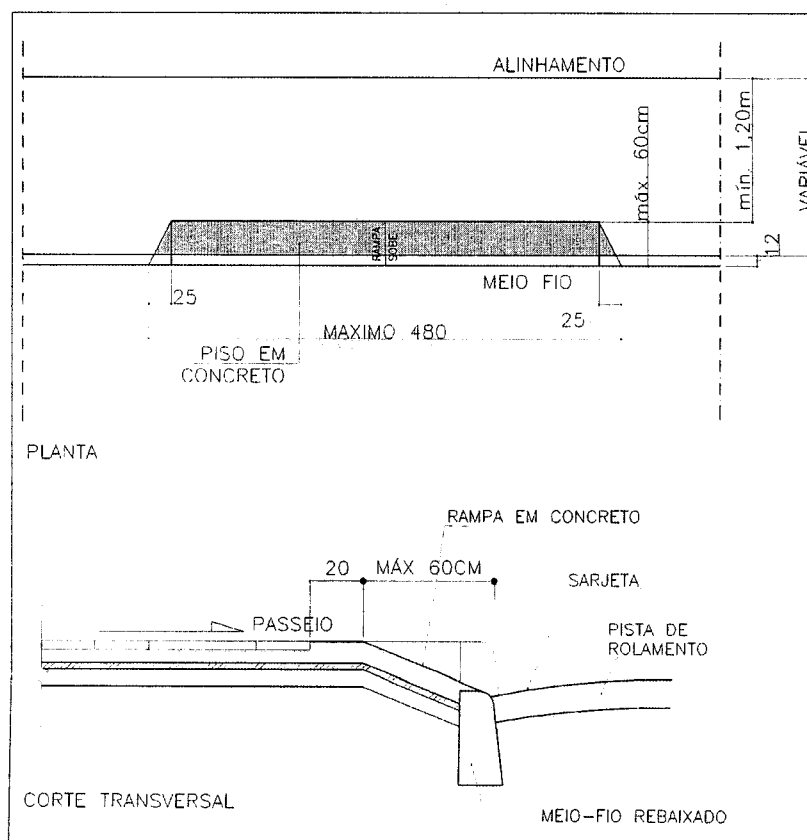 ALINHAMENTO
máx. 60cm
mín. 1,20m
VARIÁVEL
RAMPA
SOBE
12
MEIO FIO
25
25
MAXIMO 480
PISO EM
CONCRETO
PLANTA
RAMPA EM CONCRETO
20
MÁX 60CM
SARJETA
PASSEIO
PISTA DE
ROLAMENTO
CORTE TRANSVERSAL
MEIO-FIO REBAIXADO